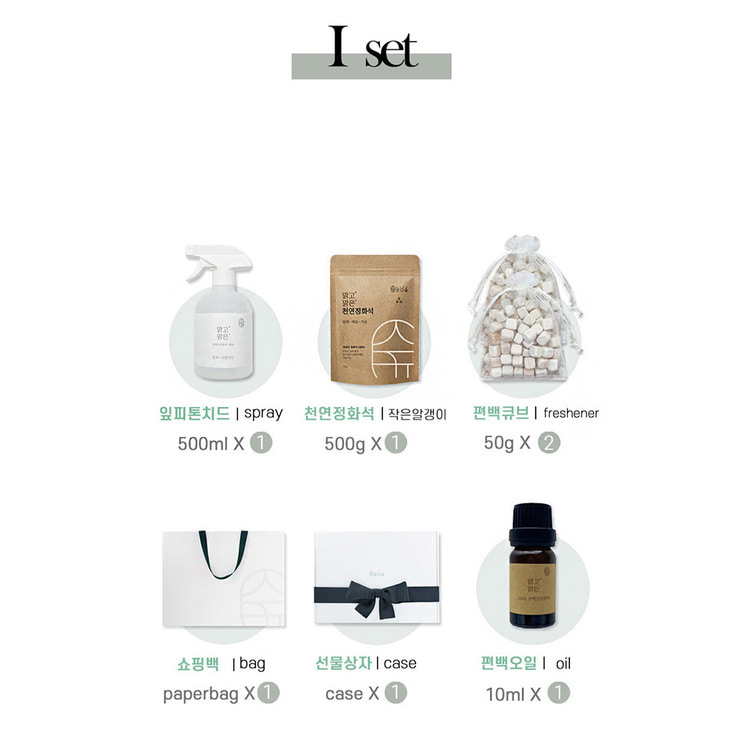 I set
맑고
맑은
맑고
맑은
천연정화석
맑고
맑은
잎피톤치드 | spray
500ml X 1
천연정화석 | 작은알갱이
500g X 1
편백큐브 | freshener
50g X 2
쇼핑백 | bag
paperbag X 1
선물상자 | case
case X 1
편백오일 | oil
10ml X 1